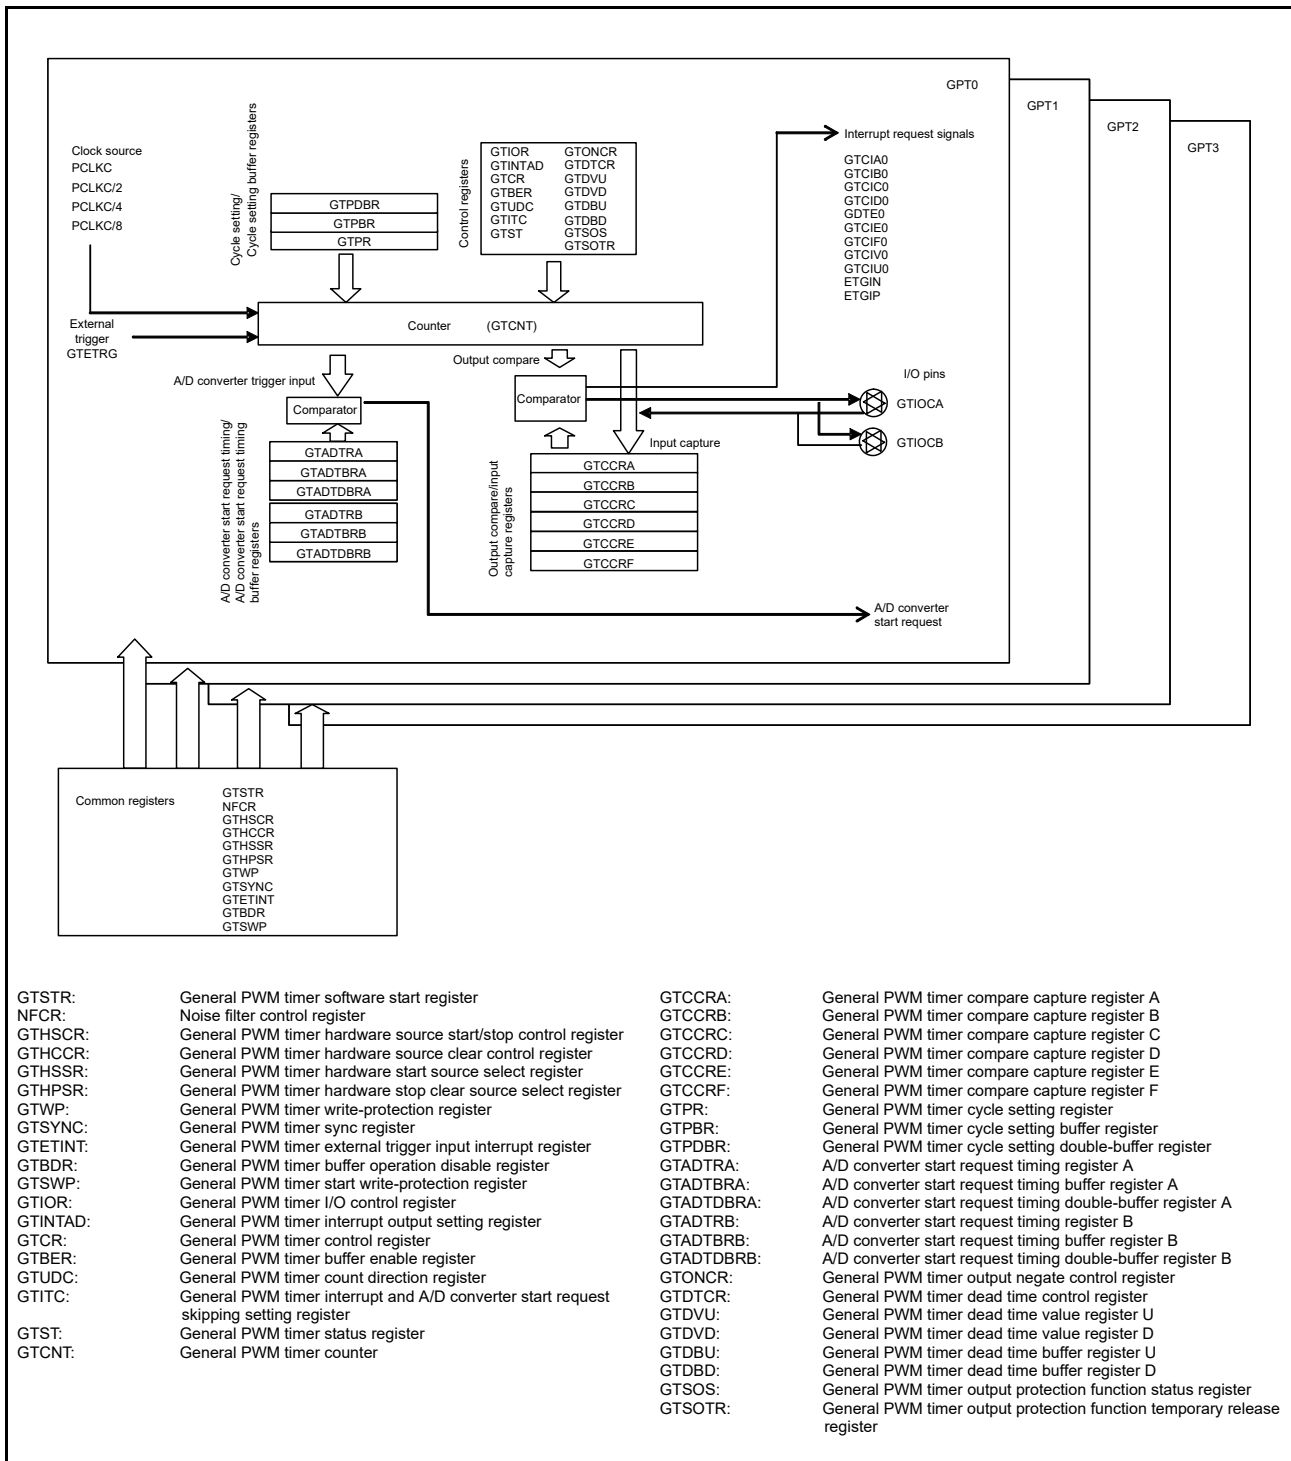 GPT0
GPT1
GPT2
GPT3
Clock source
PCLKC
PCLKC/2
PCLKC/4
PCLKC/8
Cycle setting/
Cycle setting buffer registers
GTPDBR
GTPBR
GTPR
Control registers
GTIOR GTONCR
GTINTAD GTDTCR
GTCR GTDVU
GTBER GTDVD
GTUDC GTDBU
GTITC GTDBD
GTST GTSOS
GTSOTR
Interrupt request signals
GTCIA0
GTCIB0
GTCIC0
GTCID0
GDTE0
GTCIE0
GTCIF0
GTCIV0
GTCIU0
ETGIN
ETGIP
External
trigger
GTETRG
Counter (GTCNT)
A/D converter trigger input
Output compare
Comparator
Comparator
I/O pins
GTIOCA
GTIOCB
Input capture
A/D converter start request timing/
A/D converter start request timing
buffer registers
GTADTRA
GTADTBRA
GTADTDBRA
GTADTRB
GTADTBRB
GTADTDBRB
Output compare/input
capture registers
GTCCRA
GTCCRB
GTCCRC
GTCCRD
GTCCRE
GTCCRF
A/D converter
start request
Common registers
GTSTR
NFCR
GTHSCR
GTHCCR
GTHSSR
GTHPSR
GTWP
GTSYNC
GTETINT
GTBDR
GTSWP
GTSTR: General PWM timer software start register
NFCR: Noise filter control register
GTHSCR: General PWM timer hardware source start/stop control register
GTHCCR: General PWM timer hardware source clear control register
GTHSSR: General PWM timer hardware start source select register
GTHPSR: General PWM timer hardware stop clear source select register
GTWP: General PWM timer write-protection register
GTSYNC: General PWM timer sync register
GTETINT: General PWM timer external trigger input interrupt register
GTBDR: General PWM timer buffer operation disable register
GTSWP: General PWM timer start write-protection register
GTIOR: General PWM timer I/O control register
GTINTAD: General PWM timer interrupt output setting register
GTCR: General PWM timer control register
GTBER: General PWM timer buffer enable register
GTUDC: General PWM timer count direction register
GTITC: General PWM timer interrupt and A/D converter start request
skipping setting register
GTST: General PWM timer status register
GTCNT: General PWM timer counter
GTCCRA: General PWM timer compare capture register A
GTCCRB: General PWM timer compare capture register B
GTCCRC: General PWM timer compare capture register C
GTCCRD: General PWM timer compare capture register D
GTCCRE: General PWM timer compare capture register E
GTCCRF: General PWM timer compare capture register F
GTPR: General PWM timer cycle setting register
GTPBR: General PWM timer cycle setting buffer register
GTPDBR: General PWM timer cycle setting double-buffer register
GTADTRA: A/D converter start request timing register A
GTADTBRA: A/D converter start request timing buffer register A
GTADTDBRA: A/D converter start request timing double-buffer register A
GTADTRB: A/D converter start request timing register B
GTADTBRB: A/D converter start request timing buffer register B
GTADTDBRB: A/D converter start request timing double-buffer register B
GTONCR: General PWM timer output negate control register
GTDTCR: General PWM timer dead time control register
GTDVU: General PWM timer dead time value register U
GTDVD: General PWM timer dead time value register D
GTDBU: General PWM timer dead time buffer register U
GTDBD: General PWM timer dead time buffer register D
GTSOS: General PWM timer output protection function status register
GTSOTR: General PWM timer output protection function temporary release
register